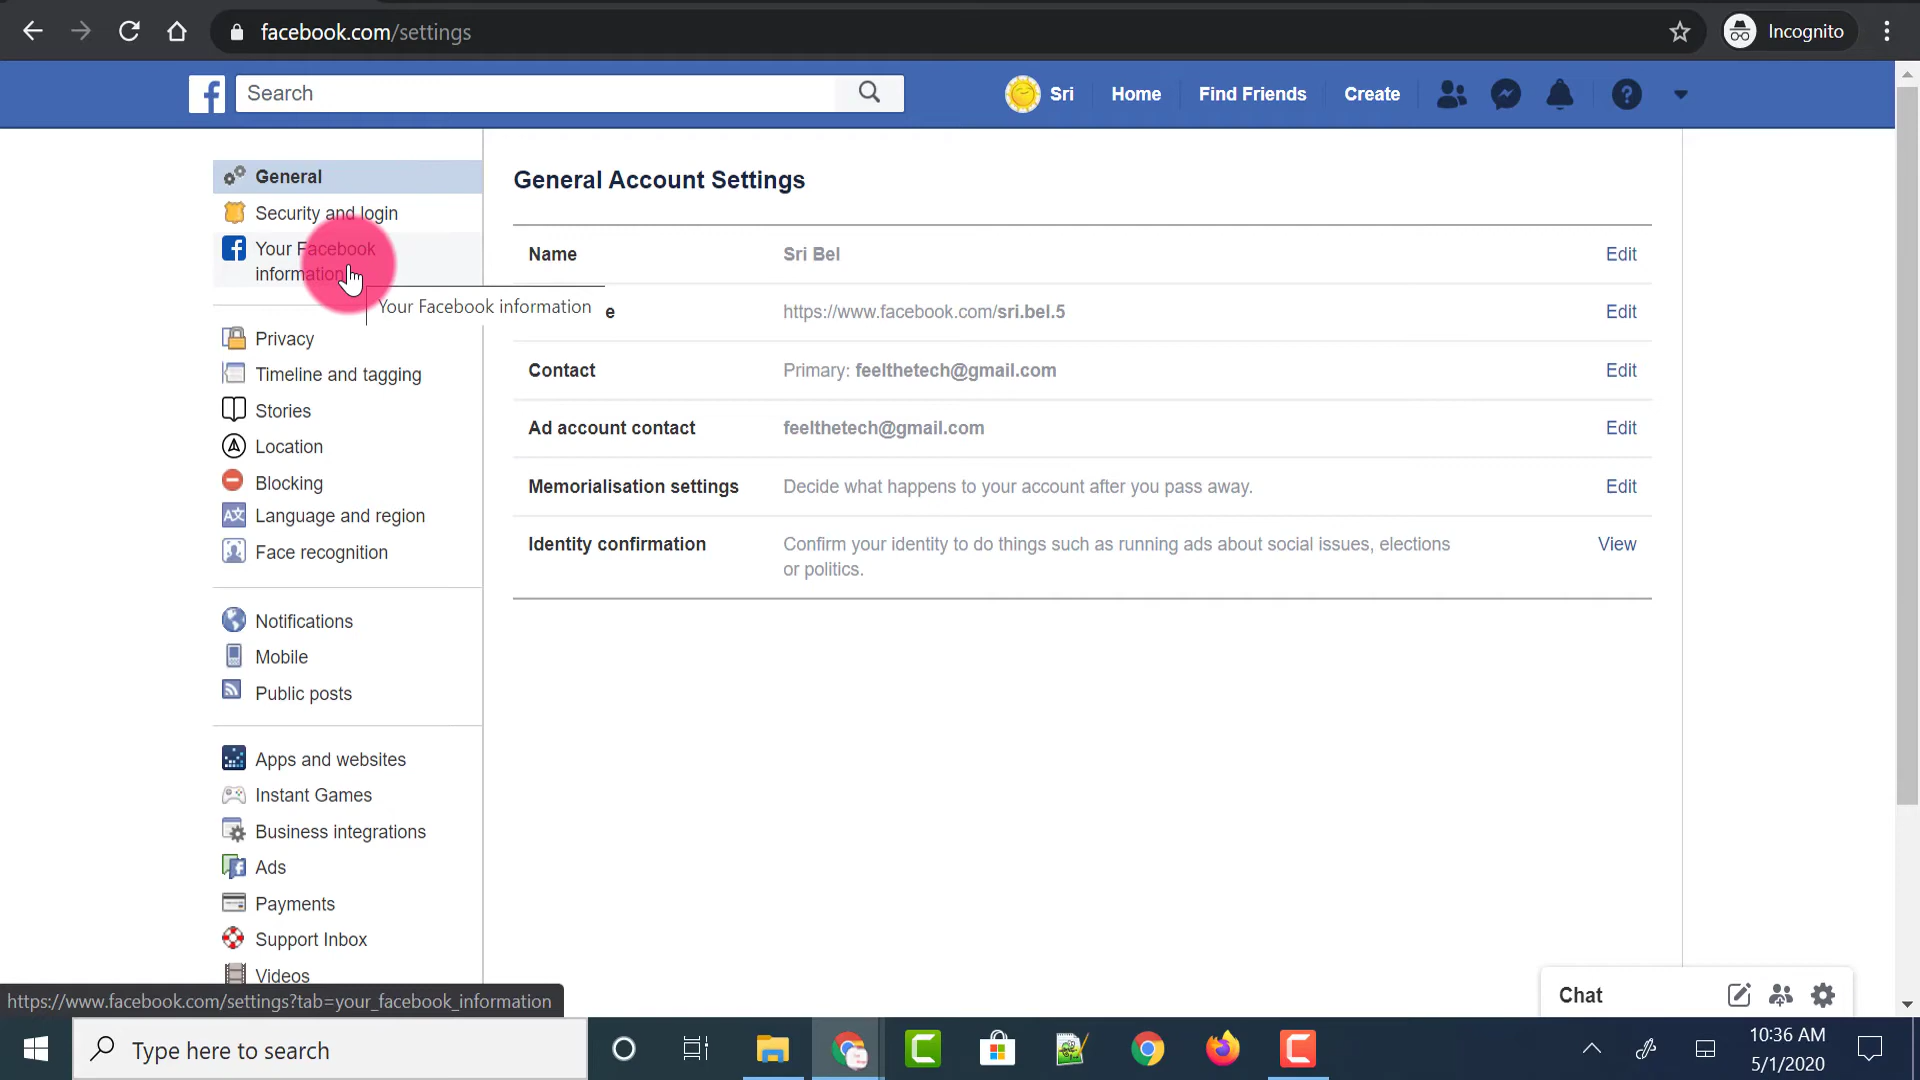 facebook.com/settings
Incognito
Search
Sri
Home
Find Friends
Create
General
Security and login
Your Facebook
information
Your Facebook information
Privacy
Timeline and tagging
Stories
Location
Blocking
Language and region
Face recognition
Notifications
Mobile
Public posts
Apps and websites
Instant Games
Business integrations
Ads
Payments
Support Inbox
Videos
General Account Settings
Name Sri Bel Edit
e https://www.facebook.com/sri.bel.5 Edit
Contact Primary: feelthetech@gmail.com Edit
Ad account contact feelthetech@gmail.com Edit
Memorialisation settings Decide what happens to your account after you pass away. Edit
Identity confirmation Confirm your identity to do things such as running ads about social issues, elections View
or politics.
Chat
https://www.facebook.com/settings?tab=your_facebook_information
Type here to search
10:36 AM
5/1/2020